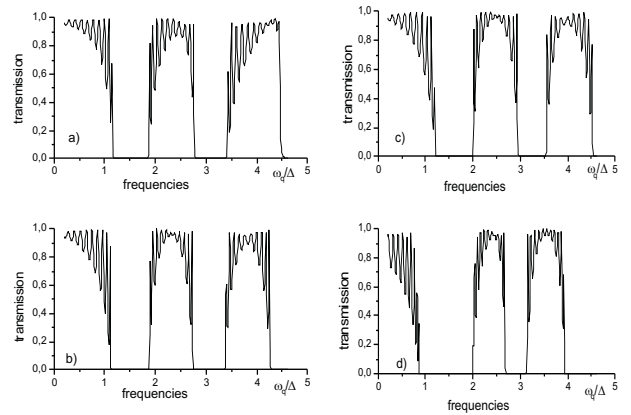 1,0
0,8
0,6
0,4
0,2
0,0
transmission
a)
0 1 2 3 4 5
frequencies
ω_q/Δ
1,0
0,8
0,6
0,4
0,2
0,0
transmission
c)
0 1 2 3 4 5
frequencies
ω_q/Δ
1,0
0,8
0,6
0,4
0,2
0,0
transmission
b)
0 1 2 3 4 5
frequencies
ω_q/Δ
1,0
0,8
0,6
0,4
0,2
0,0
transmission
d)
0 1 2 3 4 5
frequencies
ω_q/Δ